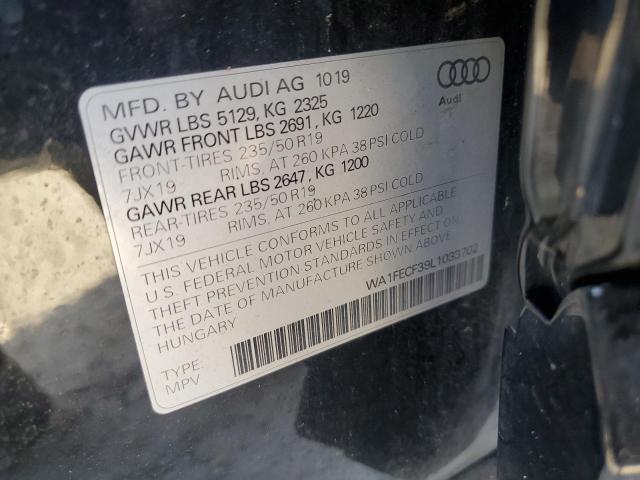 MFD. BY AUDI AG 1019
GVWR LBS 5129, KG 2325
GAWR FRONT LBS 2691, KG 1220
FRONT-TIRES 235/50 R19
7JX19 RIMS, AT 260 KPA 38 PSI COLD
GAWR REAR LBS 2647, KG 1200
REAR-TIRES 235/50 R19
7JX19 RIMS, AT 260 KPA 38 PSI COLD
THIS VEHICLE CONFORMS TO ALL APPLICABLE
U.S. FEDERAL MOTOR VEHICLE SAFETY AND
THEFT PREVENTION STANDARDS IN EFFECT ON
THE DATE OF MANUFACTURE SHOWN ABOVE.
HUNGARY
WA1FECF39L1033702
TYPE:
MPV
Audi